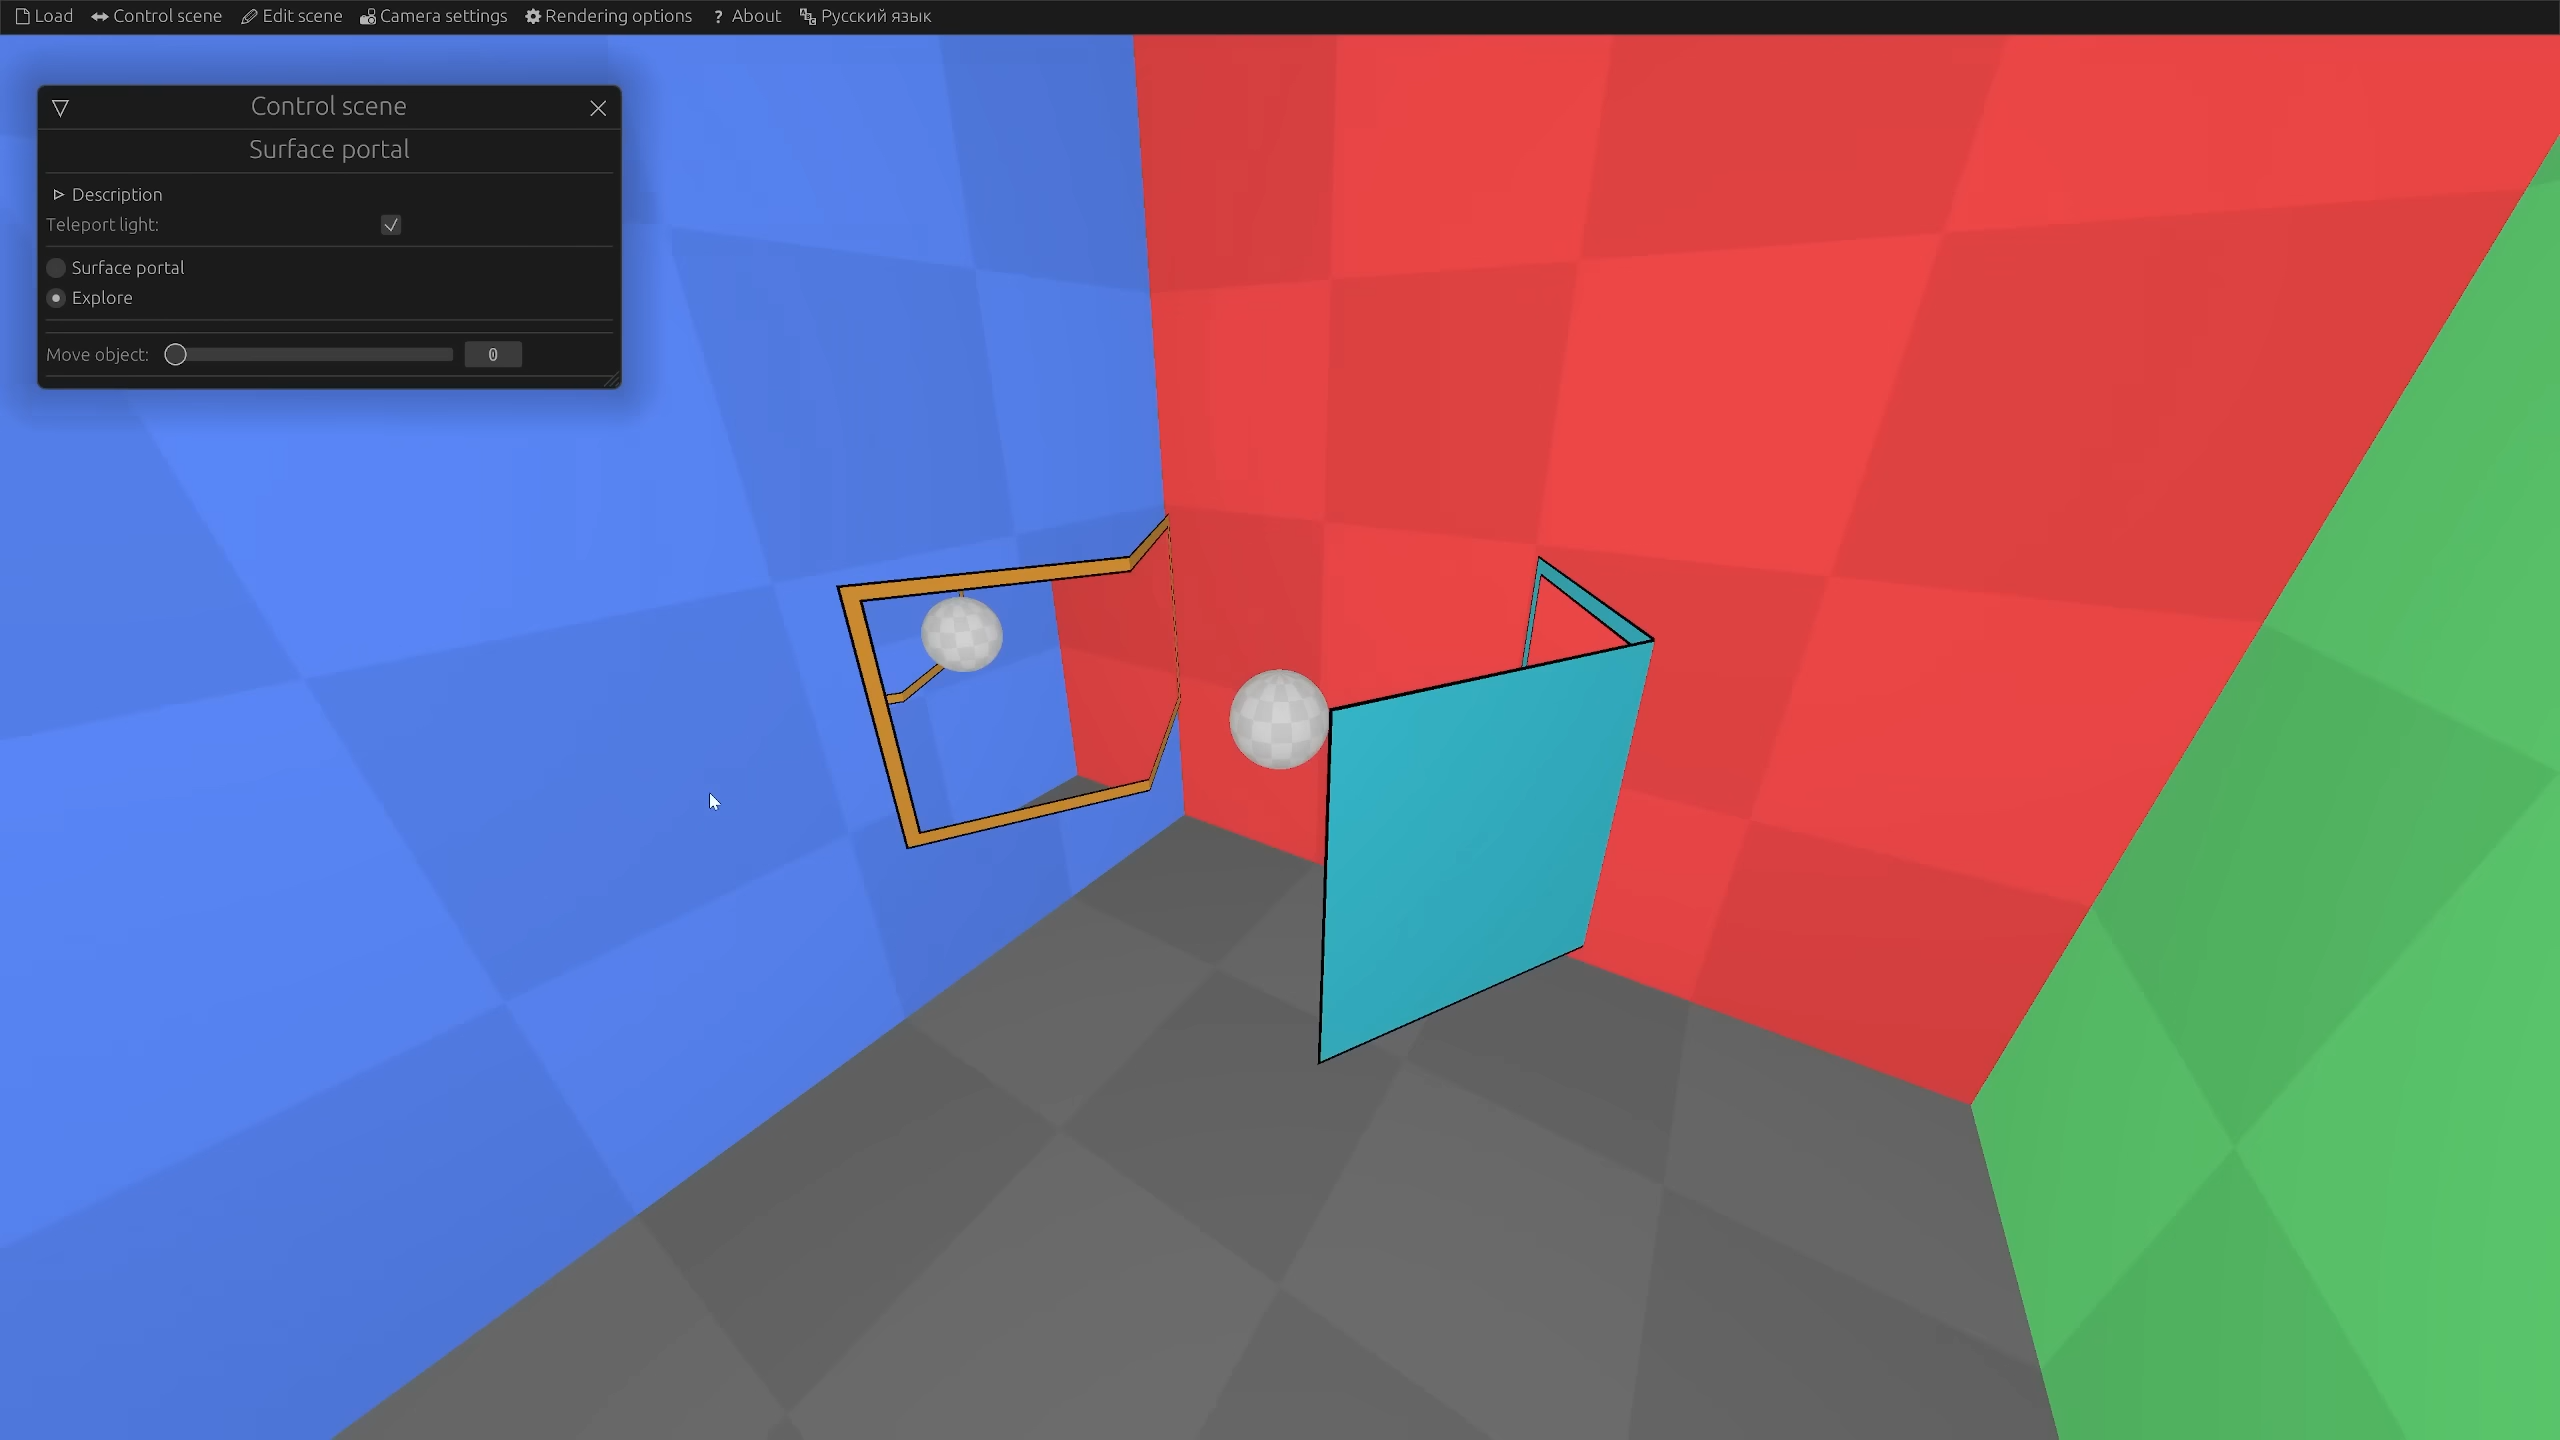 Load Control scene Edit scene Camera settings Rendering options ? About Русский язык
Control scene
Surface portal
Description
Teleport light:
Surface portal
Explore
Move object: 0